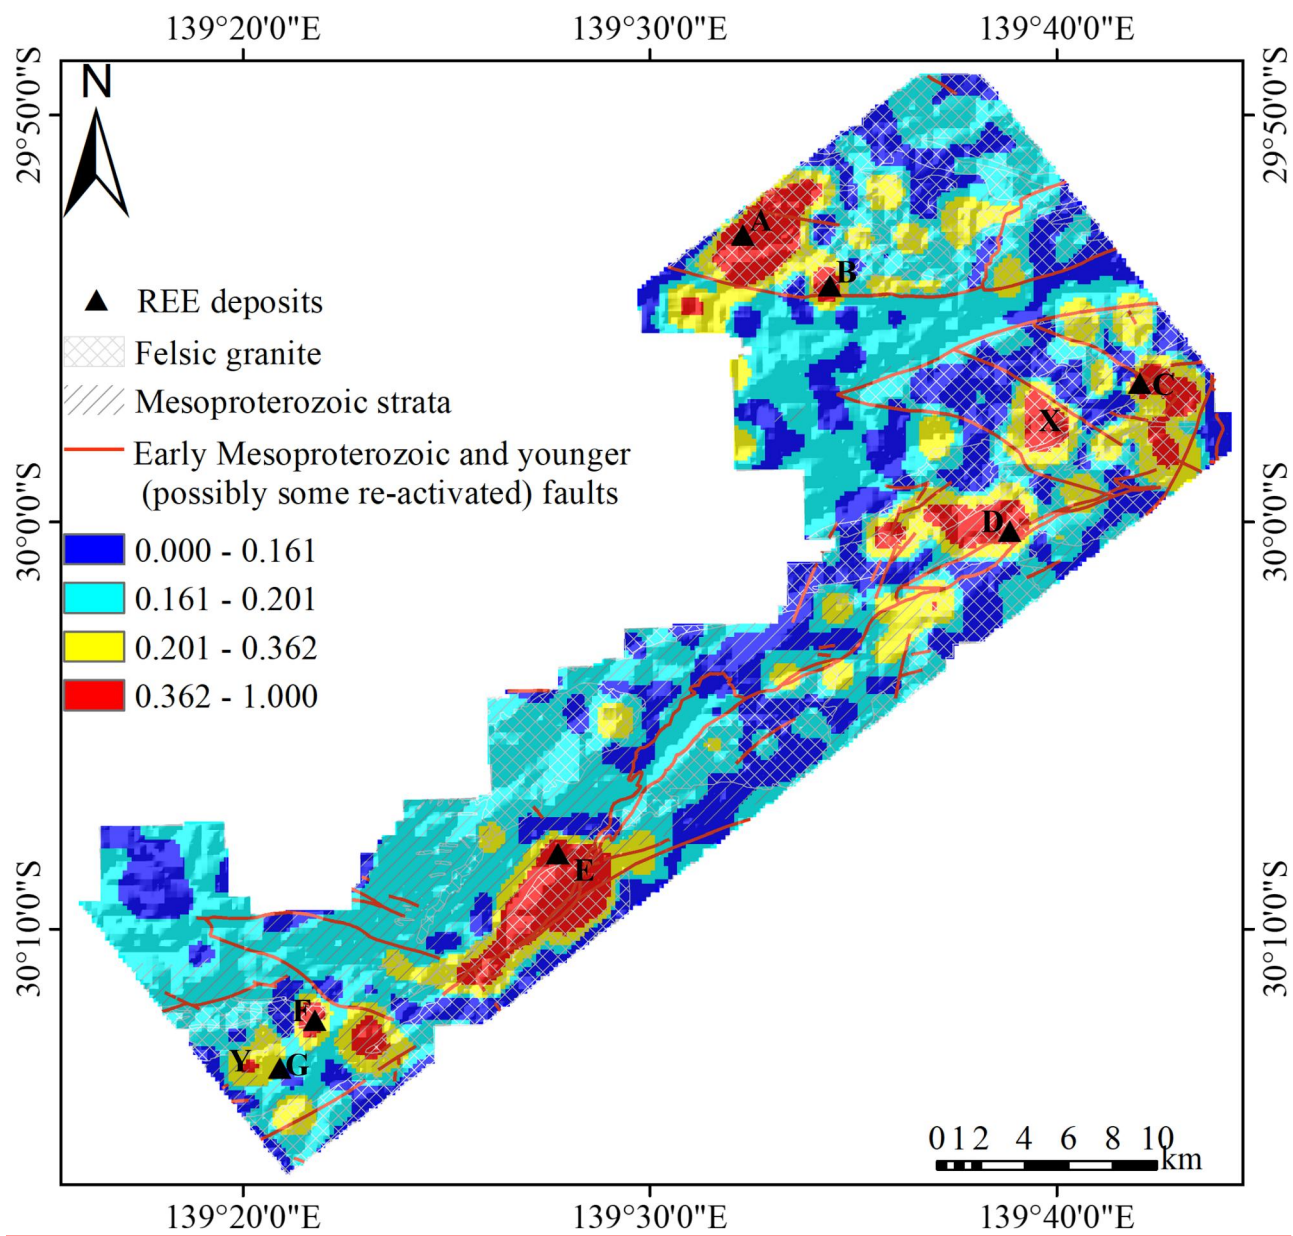 139°20'0"E 139°30'0"E 139°40'0"E
29°50'0"S
29°50'0"S
N
A
B
REE deposits
Felsic granite
C
Mesoproterozoic strata
X
Early Mesoproterozoic and younger
(possibly some re-activated) faults
D
30°0'0"S
30°0'0"S
0.000 - 0.161
0.161 - 0.201
0.201 - 0.362
0.362 - 1.000
E
30°10'0"S
30°10'0"S
F
Y
G
0 1 2 4 6 8 10
km
139°20'0"E 139°30'0"E 139°40'0"E